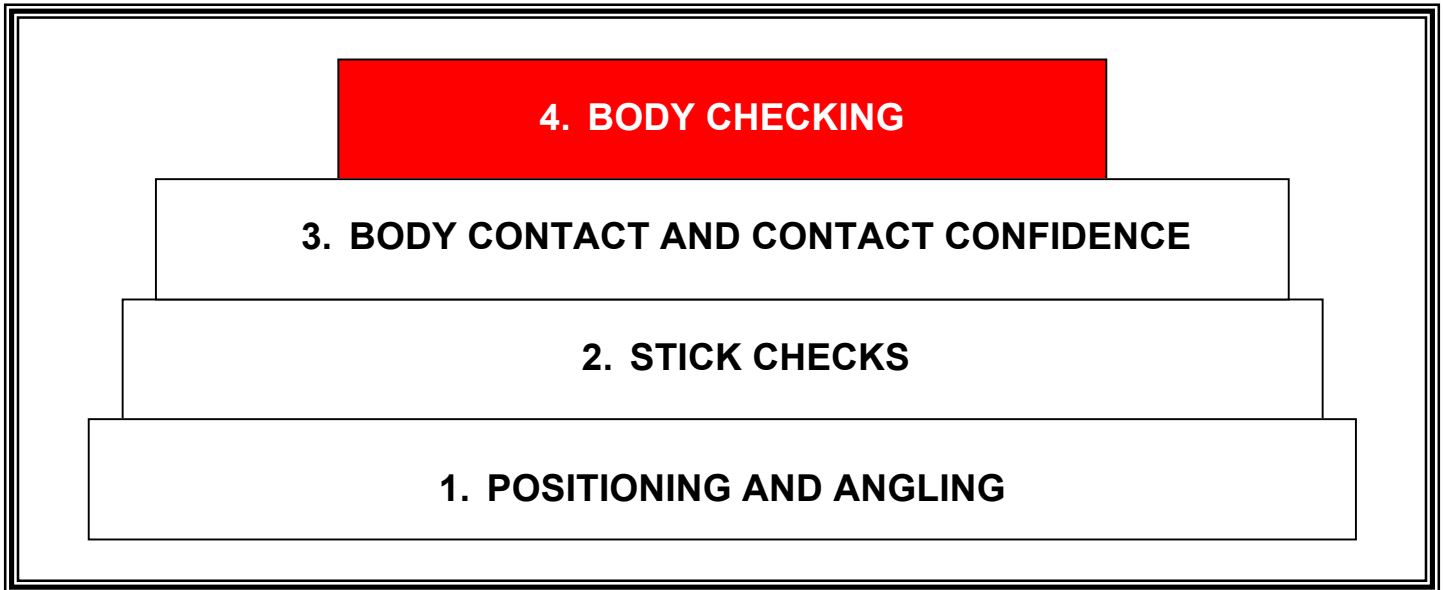 4. BODY CHECKING
3. BODY CONTACT AND CONTACT CONFIDENCE
2. STICK CHECKS
1. POSITIONING AND ANGLING